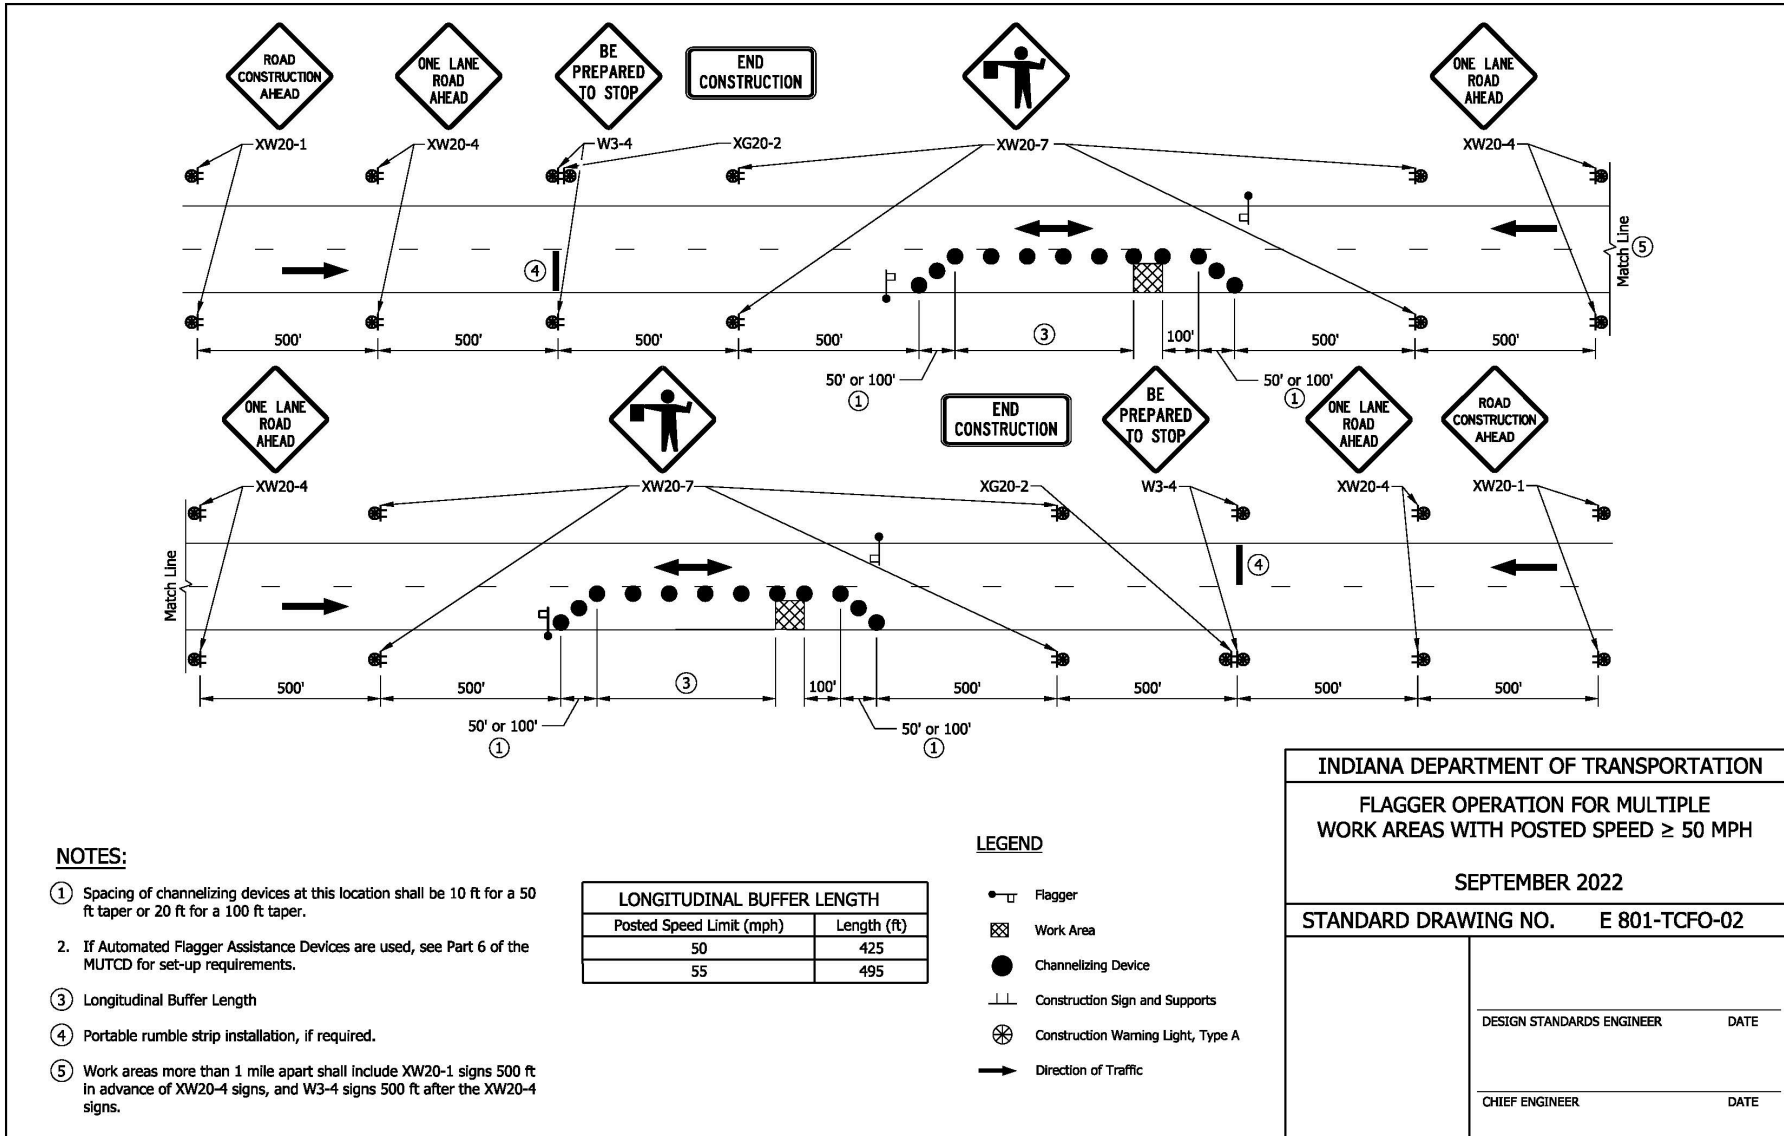 ROAD
CONSTRUCTION
AHEAD
ONE LANE
ROAD
AHEAD
BE
PREPARED
TO STOP
END
CONSTRUCTION
ONE LANE
ROAD
AHEAD
XW20-1
XW20-4
W3-4
XG20-2
XW20-7
XW20-4
4
Match Line
5
500'
500'
500'
500'
3
100'
500'
500'
50' or 100'
1
50' or 100'
1
ONE LANE
ROAD
AHEAD
END
CONSTRUCTION
BE
PREPARED
TO STOP
ONE LANE
ROAD
AHEAD
ROAD
CONSTRUCTION
AHEAD
XW20-4
XW20-7
XG20-2
W3-4
XW20-4
XW20-1
Match Line
4
500'
500'
3
100'
500'
500'
500'
500'
50' or 100'
1
50' or 100'
1
NOTES:
1 Spacing of channelizing devices at this location shall be 10 ft for a 50
ft taper or 20 ft for a 100 ft taper.
2. If Automated Flagger Assistance Devices are used, see Part 6 of the
MUTCD for set-up requirements.
3 Longitudinal Buffer Length
4 Portable rumble strip installation, if required.
5 Work areas more than 1 mile apart shall include XW20-1 signs 500 ft
in advance of XW20-4 signs, and W3-4 signs 500 ft after the XW20-4
signs.
LONGITUDINAL BUFFER LENGTH
Posted Speed Limit (mph) Length (ft)
50 425
55 495
LEGEND
Flagger
Work Area
Channelizing Device
Construction Sign and Supports
Construction Warning Light, Type A
Direction of Traffic
INDIANA DEPARTMENT OF TRANSPORTATION
FLAGGER OPERATION FOR MULTIPLE
WORK AREAS WITH POSTED SPEED ≥ 50 MPH
SEPTEMBER 2022
STANDARD DRAWING NO. E 801-TCFO-02
DESIGN STANDARDS ENGINEER DATE
CHIEF ENGINEER DATE